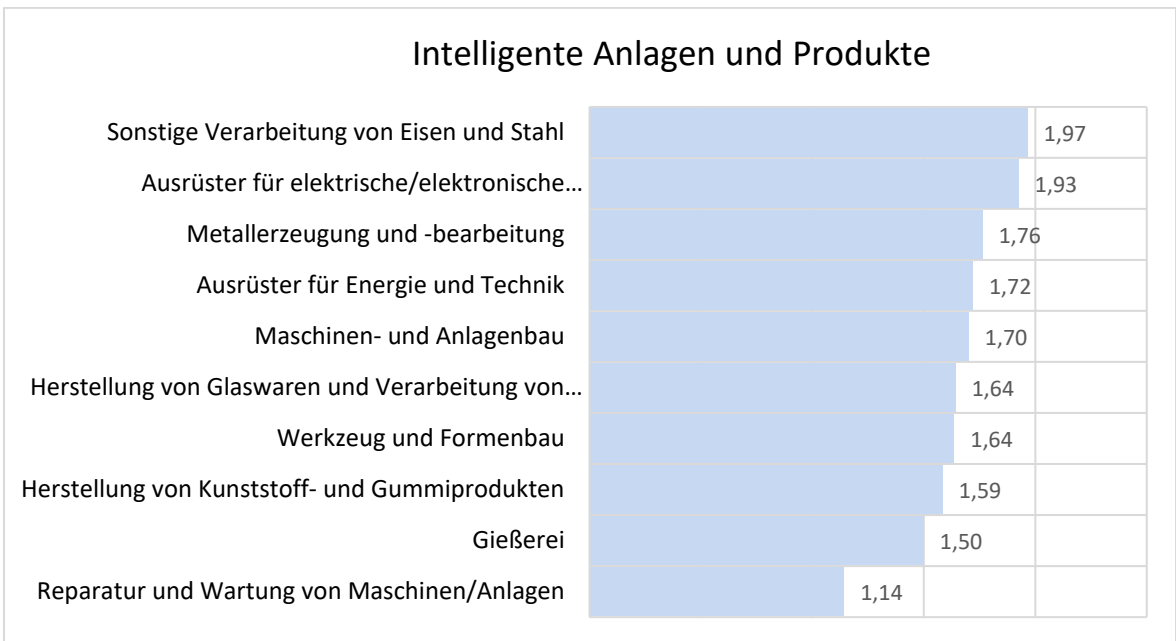 Intelligente Anlagen und Produkte
Sonstige Verarbeitung von Eisen und Stahl 1,97
Ausrüster für elektrische/elektronische… 1,93
Metallerzeugung und -bearbeitung 1,76
Ausrüster für Energie und Technik 1,72
Maschinen- und Anlagenbau 1,70
Herstellung von Glaswaren und Verarbeitung von… 1,64
Werkzeug und Formenbau 1,64
Herstellung von Kunststoff- und Gummiprodukten 1,59
Gießerei 1,50
Reparatur und Wartung von Maschinen/Anlagen 1,14